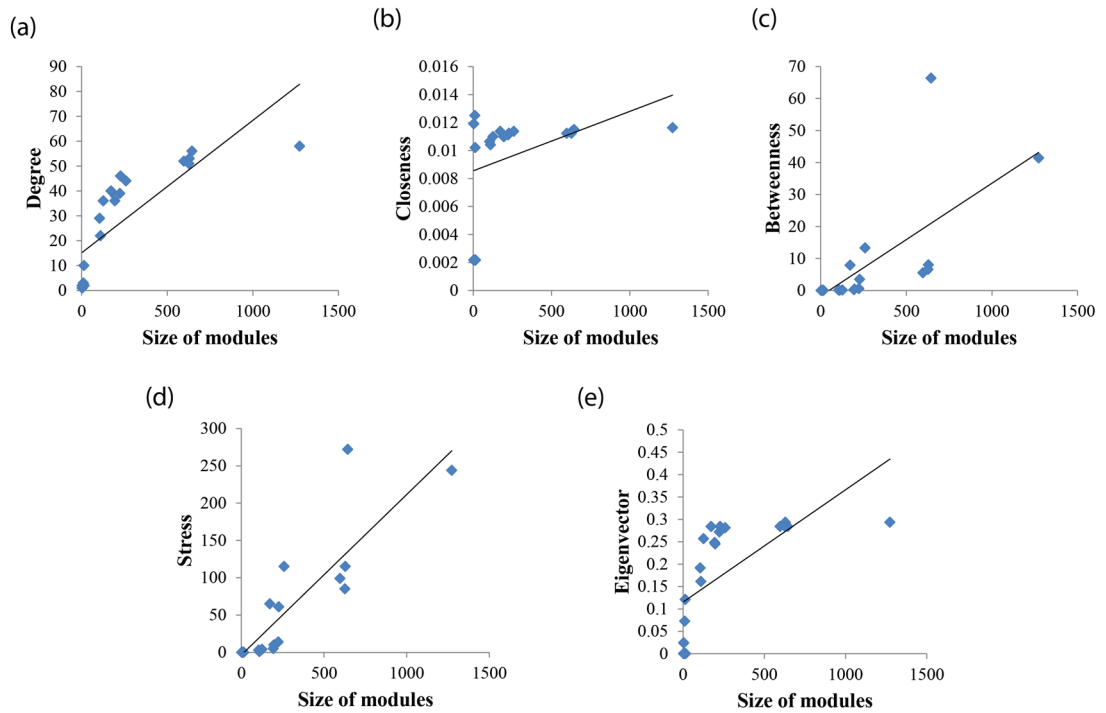 (a)
Degree
90
80
70
60
50
40
30
20
10
0
0 500 1000 1500
Size of modules
(b)
Closeness
0.016
0.014
0.012
0.01
0.008
0.006
0.004
0.002
0
0 500 1000 1500
Size of modules
(c)
Betweenness
70
60
50
40
30
20
10
0
0 500 1000 1500
Size of modules
(d)
Stress
300
250
200
150
100
50
0
0 500 1000 1500
Size of modules
(e)
Eigenvector
0.5
0.45
0.4
0.35
0.3
0.25
0.2
0.15
0.1
0.05
0
0 500 1000 1500
Size of modules